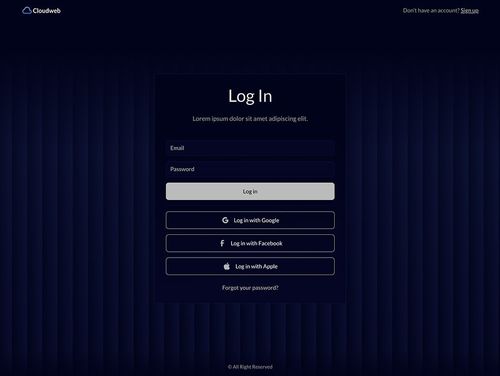 Cloudweb
Don't have an account? Sign up
Log In
Lorem ipsum dolor sit amet adipiscing elit.
Email
Password
Log in
Log in with Google
Log in with Facebook
Log in with Apple
Forgot your password?
© All Right Reserved